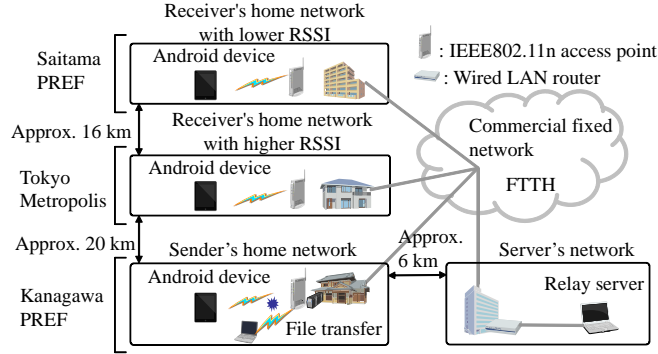 Receiver's home network
with lower RSSI
Saitama
PREF
Android device
: IEEE802.11n access point
: Wired LAN router
Approx. 16 km
Receiver's home network
with higher RSSI
Commercial fixed
network
FTTH
Tokyo
Metropolis
Android device
Approx. 20 km
Sender's home network
Approx.
6 km
Server's network
Kanagawa
PREF
Android device
File transfer
Relay server